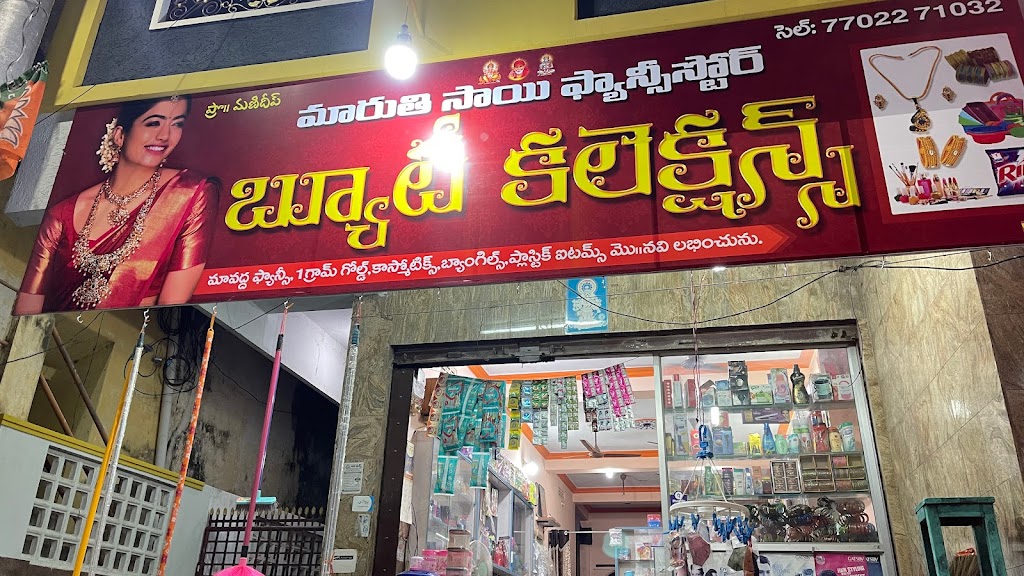 సెల్: 77022 71032
ప్రొ॥ మణిదీప్
మారుతి సాయి ఫ్యాన్సీస్టోర్
బ్యూటీ కలెక్షన్స్
మావద్ద ఫ్యాన్సీ, 1గ్రామ్ గోల్డ్,కాస్మోటిక్స్,బ్యాంగిల్స్,ప్లాస్టిక్ ఐటమ్స్ మొ॥నవి లభించును.